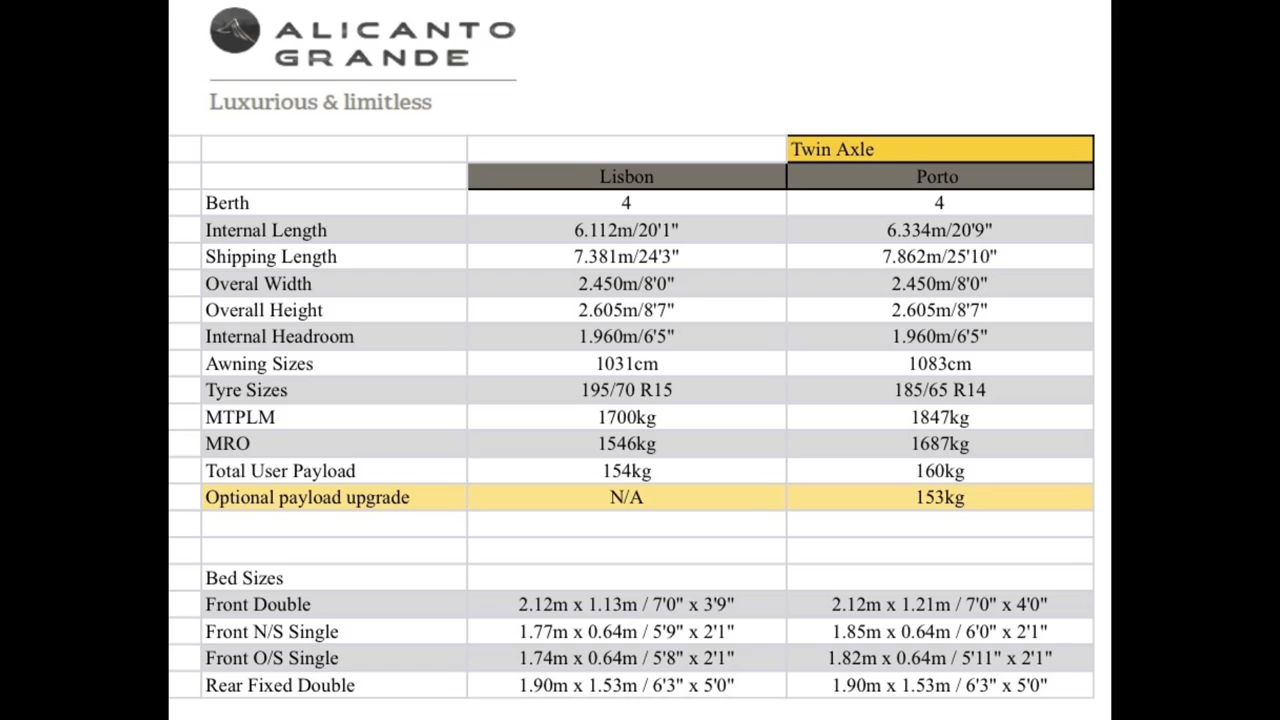 ALICANTO
GRANDE
Luxurious & limitless
Twin Axle
Lisbon Porto
Berth 4 4
Internal Length 6.112m/20'1" 6.334m/20'9"
Shipping Length 7.381m/24'3" 7.862m/25'10"
Overal Width 2.450m/8'0" 2.450m/8'0"
Overall Height 2.605m/8'7" 2.605m/8'7"
Internal Headroom 1.960m/6'5" 1.960m/6'5"
Awning Sizes 1031cm 1083cm
Tyre Sizes 195/70 R15 185/65 R14
MTPLM 1700kg 1847kg
MRO 1546kg 1687kg
Total User Payload 154kg 160kg
Optional payload upgrade N/A 153kg
Bed Sizes
Front Double 2.12m x 1.13m / 7'0" x 3'9" 2.12m x 1.21m / 7'0" x 4'0"
Front N/S Single 1.77m x 0.64m / 5'9" x 2'1" 1.85m x 0.64m / 6'0" x 2'1"
Front O/S Single 1.74m x 0.64m / 5'8" x 2'1" 1.82m x 0.64m / 5'11" x 2'1"
Rear Fixed Double 1.90m x 1.53m / 6'3" x 5'0" 1.90m x 1.53m / 6'3" x 5'0"